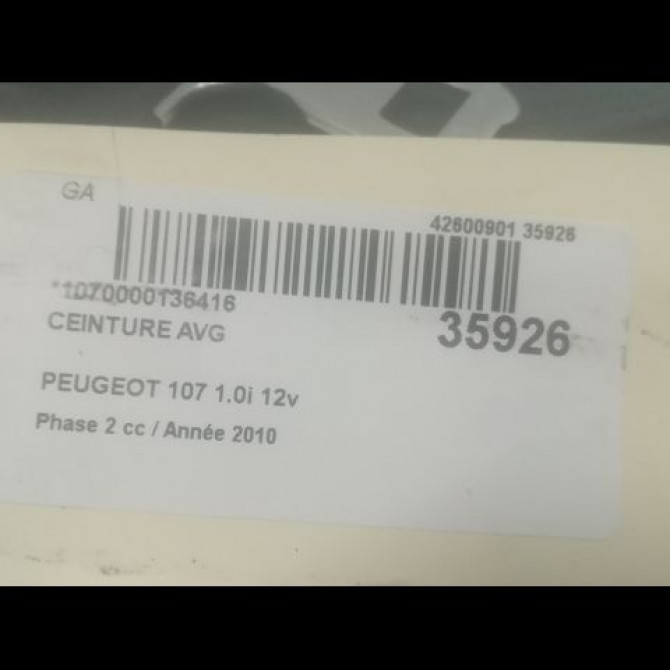 GA
42600901 35926
*1070000136416
35926
CEINTURE AVG
PEUGEOT 107 1.0i 12v
Phase 2 cc / Année 2010